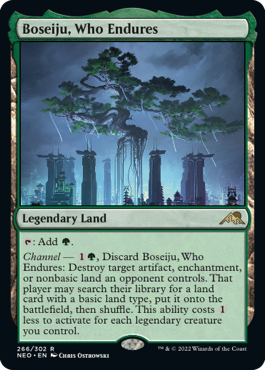 Boseiju, Who Endures
Legendary Land
: Add .
Channel — 1 , Discard Boseiju, Who
Endures: Destroy target artifact, enchantment,
or nonbasic land an opponent controls. That
player may search their library for a land
card with a basic land type, put it onto the
battlefield, then shuffle. This ability costs 1
less to activate for each legendary creature
you control.
266/302 R
NEO • EN Chris Ostrowski
™ & © 2022 Wizards of the Coast